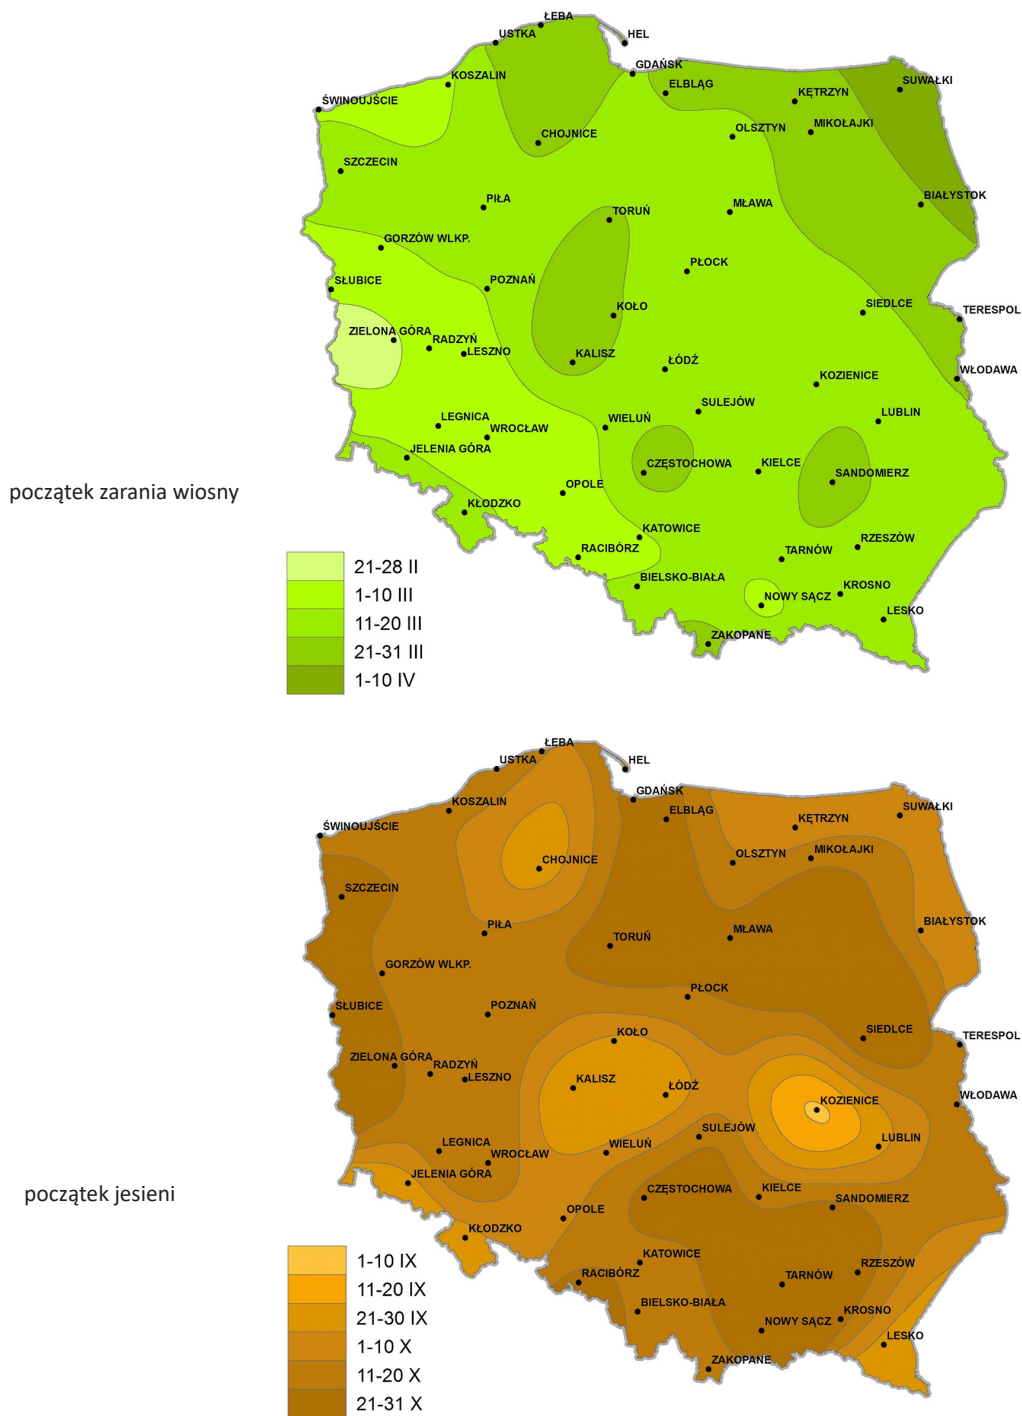 ŁEBA
USTKA
HEL
GDAŃSK
KOSZALIN
ELBLĄG
SUWAŁKI
KĘTRZYN
ŚWINOUJŚCIE
CHOJNICE
OLSZTYN
MIKOŁAJKI
SZCZECIN
PIŁA
BIAŁYSTOK
TORUŃ
MŁAWA
GORZÓW WLKP.
PŁOCK
SŁUBICE
POZNAŃ
KOŁO
SIEDLCE
TERESPOL
ZIELONA GÓRA
RADZYŃ
LESZNO
KALISZ
ŁÓDŹ
KOZIENICE
WŁODAWA
SULEJÓW
LUBLIN
LEGNICA
WROCŁAW
WIELUŃ
JELENIA GÓRA
CZĘSTOCHOWA
KIELCE
SANDOMIERZ
początek zarania wiosny
OPOLE
KŁODZKO
KATOWICE
RACIBÓRZ
TARNÓW
RZESZÓW
BIELSKO-BIAŁA
NOWY SĄCZ
KROSNO
LESKO
ZAKOPANE
21-28 II
1-10 III
11-20 III
21-31 III
1-10 IV
ŁEBA
USTKA
HEL
GDAŃSK
KOSZALIN
ELBLĄG
SUWAŁKI
KĘTRZYN
ŚWINOUJŚCIE
CHOJNICE
OLSZTYN
MIKOŁAJKI
SZCZECIN
PIŁA
BIAŁYSTOK
TORUŃ
MŁAWA
GORZÓW WLKP.
PŁOCK
SŁUBICE
POZNAŃ
KOŁO
SIEDLCE
TERESPOL
ZIELONA GÓRA
RADZYŃ
LESZNO
KALISZ
ŁÓDŹ
KOZIENICE
WŁODAWA
SULEJÓW
LUBLIN
LEGNICA
WROCŁAW
WIELUŃ
JELENIA GÓRA
CZĘSTOCHOWA
KIELCE
SANDOMIERZ
początek jesieni
OPOLE
KŁODZKO
KATOWICE
RACIBÓRZ
TARNÓW
RZESZÓW
BIELSKO-BIAŁA
NOWY SĄCZ
KROSNO
LESKO
ZAKOPANE
1-10 IX
11-20 IX
21-30 IX
1-10 X
11-20 X
21-31 X